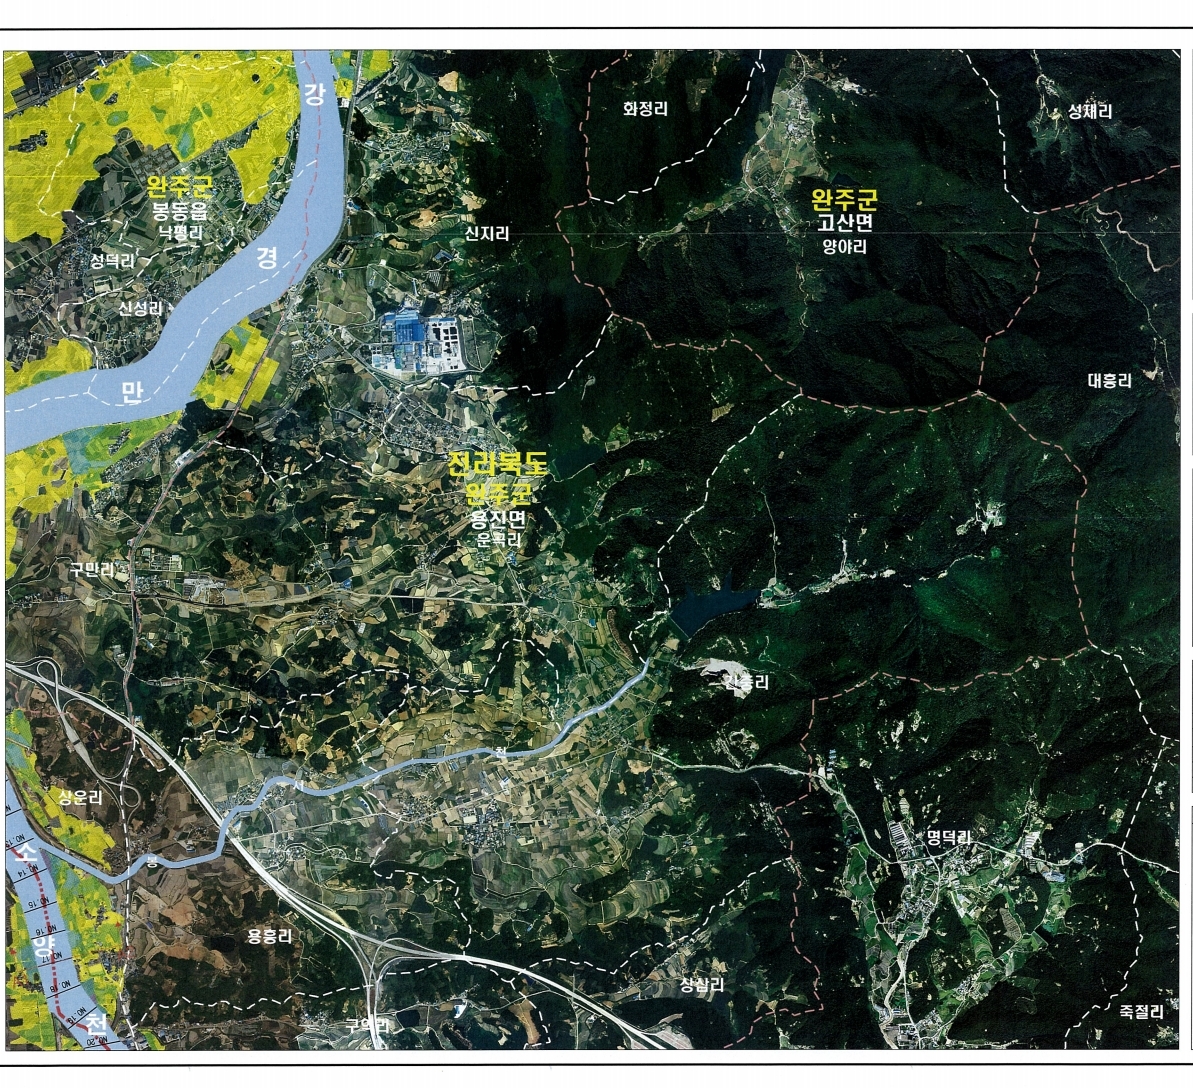 강
화정리
성재리
완주군
봉동읍
낙평리
완주군
고산면
양야리
신지리
성덕리
경
신성리
만
대흥리
전라북도
완주군
용진면
운곡리
구만리
간중리
천
서
상운리
명덕리
소
봉
NO.14
NO.15
NO.16
양
용흥리
NO.18
상삼리
천
구억리
죽절리
NO.20